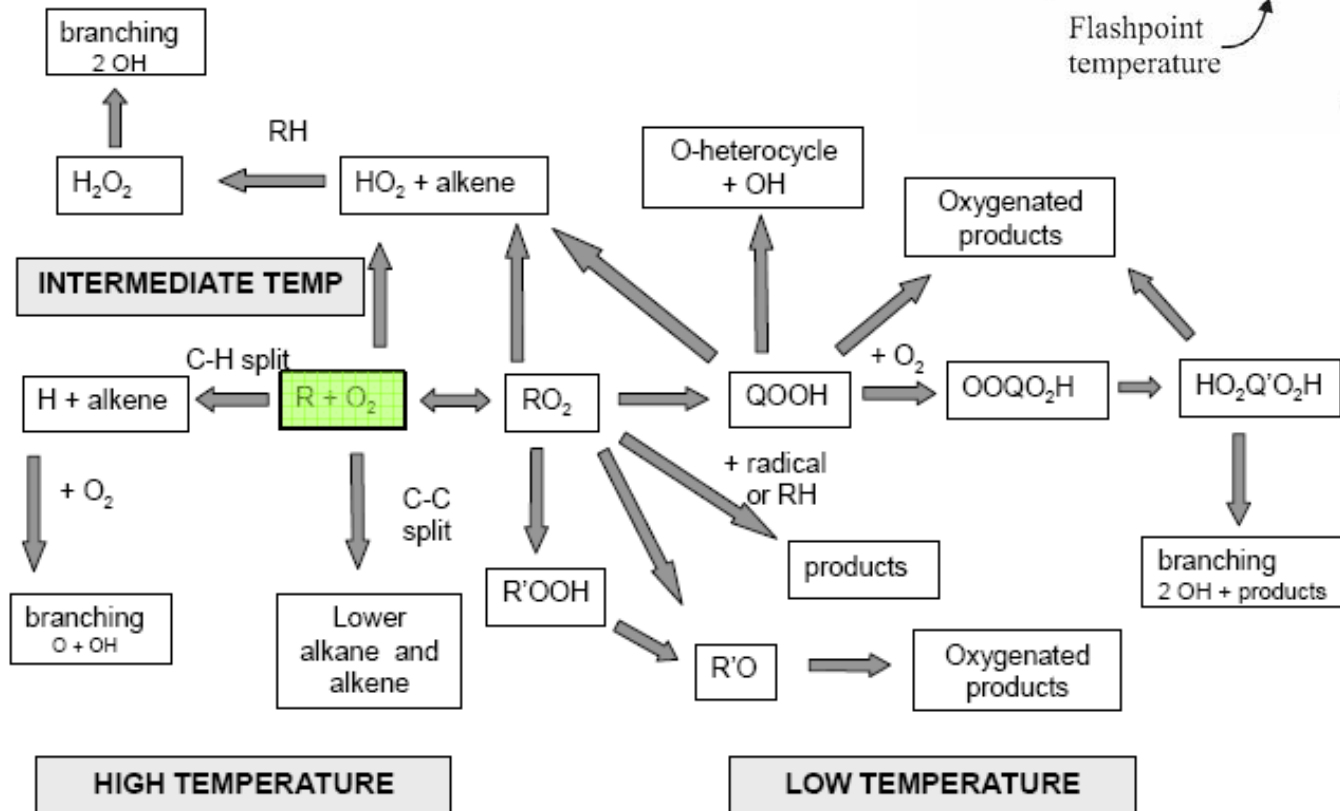 Flashpoint
temperature
branching
2 OH
RH
H₂O₂
HO₂ + alkene
O-heterocycle
+ OH
Oxygenated
products
INTERMEDIATE TEMP
C-H split
+ O₂
H + alkene
R + O₂
RO₂
QOOH
OOQO₂H
HO₂Q’O₂H
+ O₂
C-C
split
+ radical
or RH
R’OOH
products
branching
2 OH + products
branching
O + OH
Lower
alkane and
alkene
R’O
Oxygenated
products
HIGH TEMPERATURE
LOW TEMPERATURE